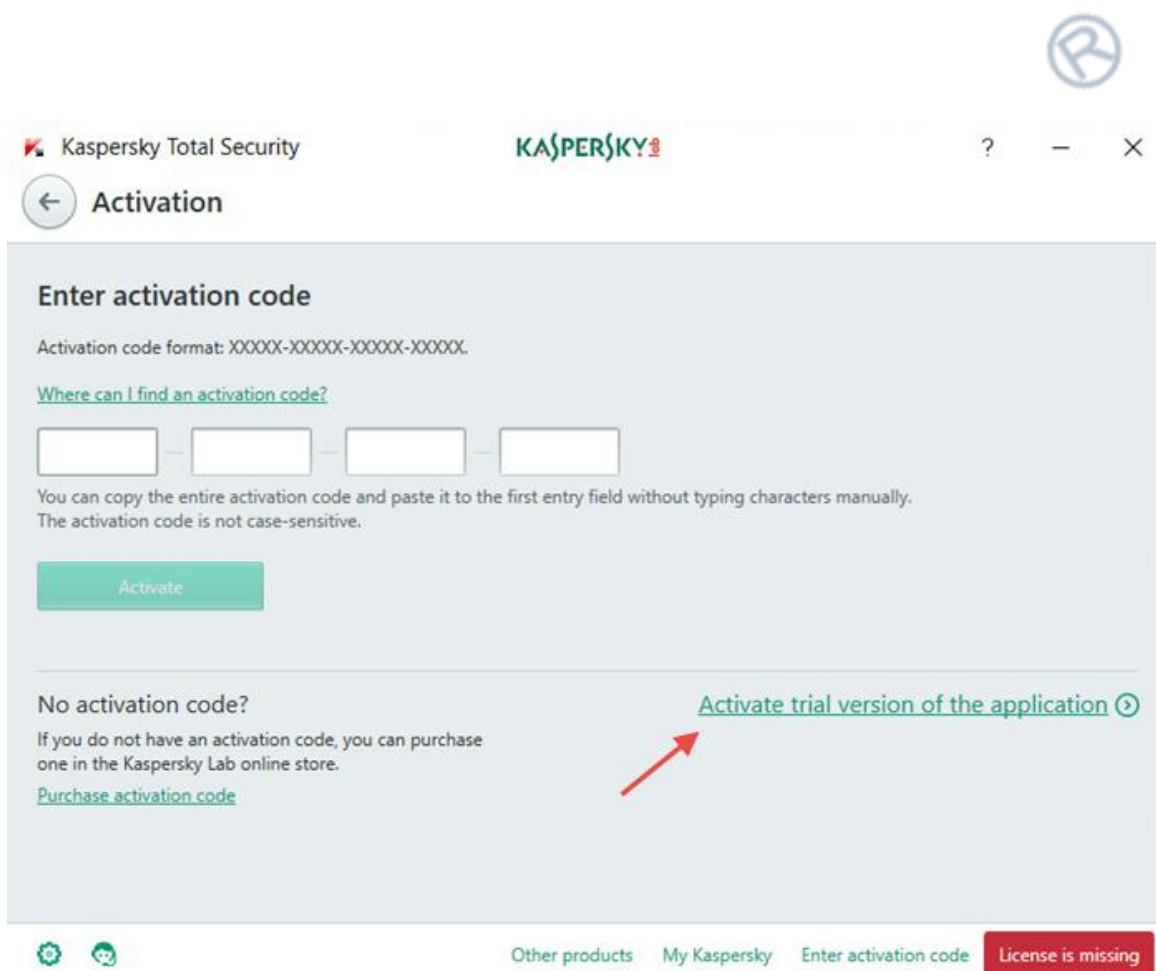 R
Kaspersky Total Security
KASPERSKY lab
?
Activation
Enter activation code
Activation code format: XXXXX-XXXXX-XXXXX-XXXXX.
Where can I find an activation code?
You can copy the entire activation code and paste it to the first entry field without typing characters manually.
The activation code is not case-sensitive.
Activate
No activation code?
Activate trial version of the application
If you do not have an activation code, you can purchase
one in the Kaspersky Lab online store.
Purchase activation code
Other products My Kaspersky Enter activation code License is missing